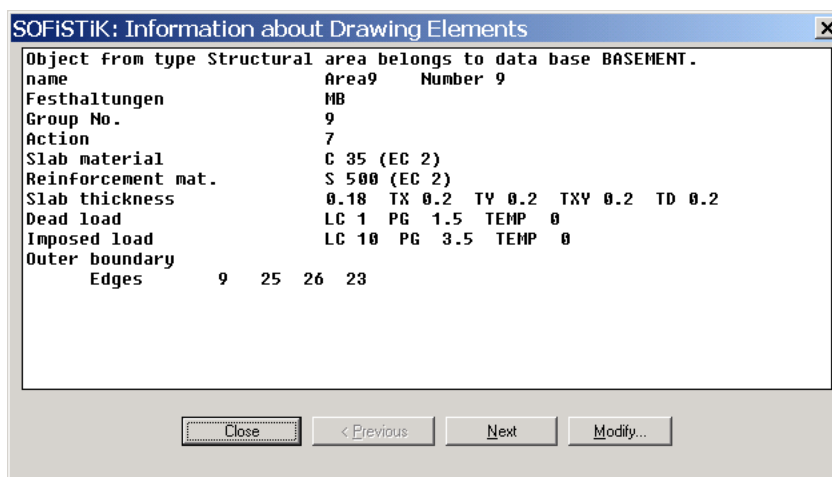 SOFiSTiK: Information about Drawing Elements
Object from type Structural area belongs to data base BASEMENT.
name Area9 Number 9
Festhaltungen MB
Group No. 9
Action 7
Slab material C 35 (EC 2)
Reinforcement mat. S 500 (EC 2)
Slab thickness 0.18 TX 0.2 TY 0.2 TXY 0.2 TD 0.2
Dead load LC 1 PG 1.5 TEMP 0
Imposed load LC 10 PG 3.5 TEMP 0
Outer boundary
Edges 9 25 26 23
Close < Previous Next Modify...